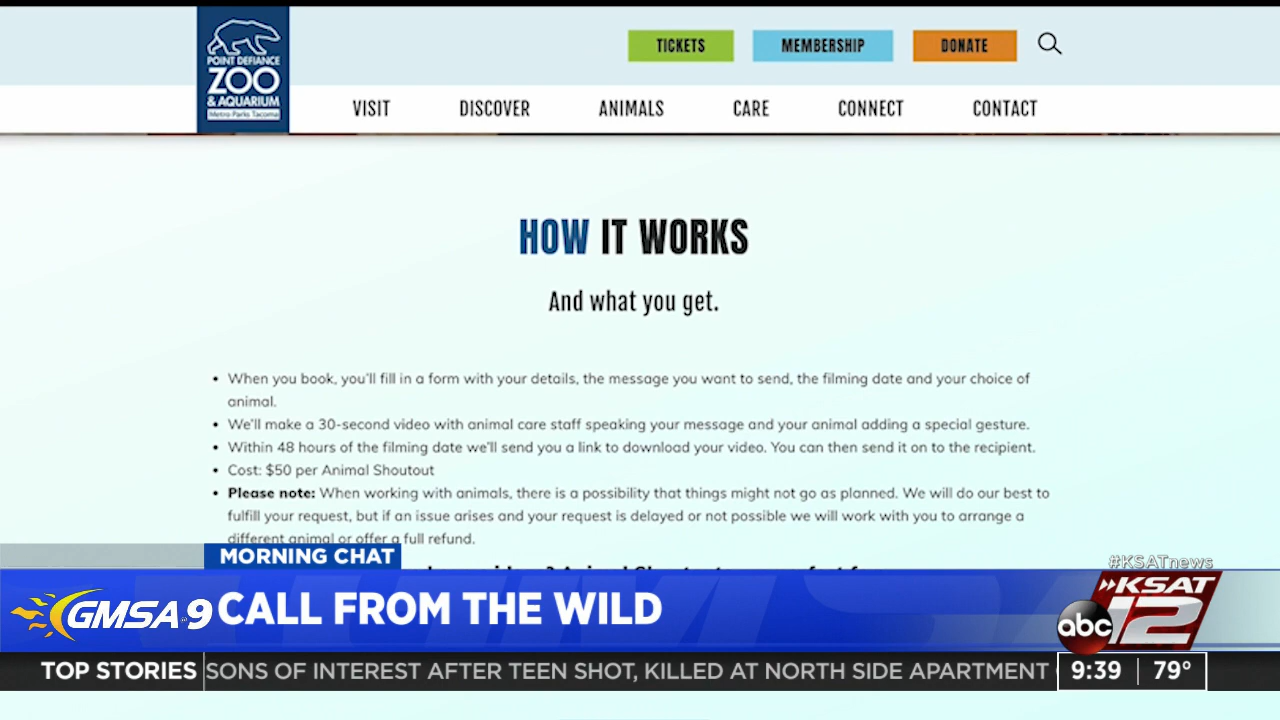 POINT DEFIANCE
ZOO
& AQUARIUM
Metro Parks Tacoma
TICKETS
MEMBERSHIP
DONATE
VISIT
DISCOVER
ANIMALS
CARE
CONNECT
CONTACT
HOW IT WORKS
And what you get.
• When you book, you'll fill in a form with your details, the message you want to send, the filming date and your choice of
animal.
• We'll make a 30-second video with animal care staff speaking your message and your animal adding a special gesture.
• Within 48 hours of the filming date we'll send you a link to download your video. You can then send it on to the recipient.
• Cost: $50 per Animal Shoutout
• Please note: When working with animals, there is a possibility that things might not go as planned. We will do our best to
fulfill your request, but if an issue arises and your request is delayed or not possible we will work with you to arrange a
different animal or offer a full refund.
MORNING CHAT
#KSATnews
GMSA@9
CALL FROM THE WILD
KSAT
abc
12
TOP STORIES
SONS OF INTEREST AFTER TEEN SHOT, KILLED AT NORTH SIDE APARTMENT
9:39
79°